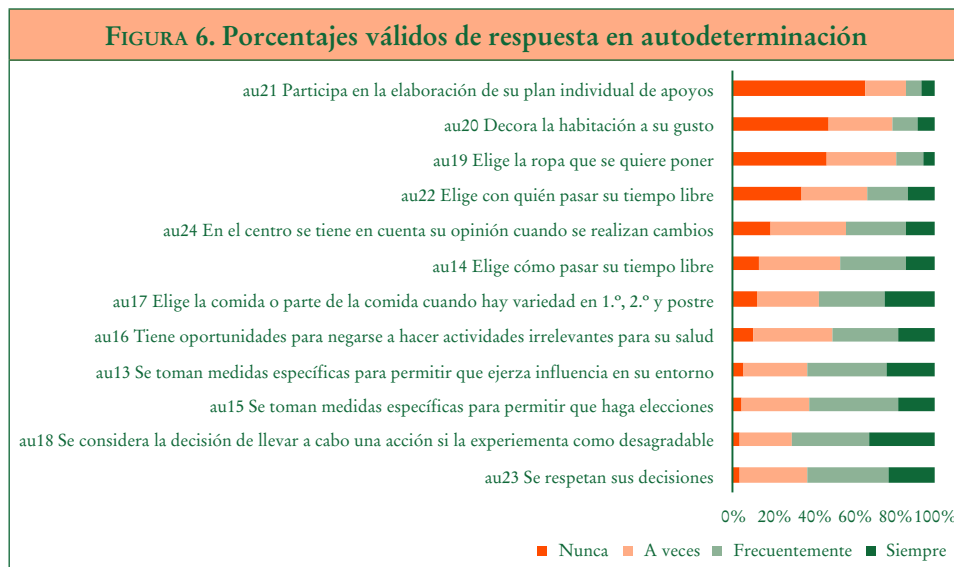 FIGURA 6. Porcentajes válidos de respuesta en autodeterminación
au21 Participa en la elaboración de su plan individual de apoyos
au20 Decora la habitación a su gusto
au19 Elige la ropa que se quiere poner
au22 Elige con quién pasar su tiempo libre
au24 En el centro se tiene en cuenta su opinión cuando se realizan cambios
au14 Elige cómo pasar su tiempo libre
au17 Elige la comida o parte de la comida cuando hay variedad en 1.º, 2.º y postre
au16 Tiene oportunidades para negarse a hacer actividades irrelevantes para su salud
au13 Se toman medidas específicas para permitir que ejerza influencia en su entorno
au15 Se toman medidas específicas para permitir que haga elecciones
au18 Se considera la decisión de llevar a cabo una acción si la experiementa como desagradable
au23 Se respetan sus decisiones
0% 20% 40% 60% 80% 100%
Nunca A veces Frecuentemente Siempre